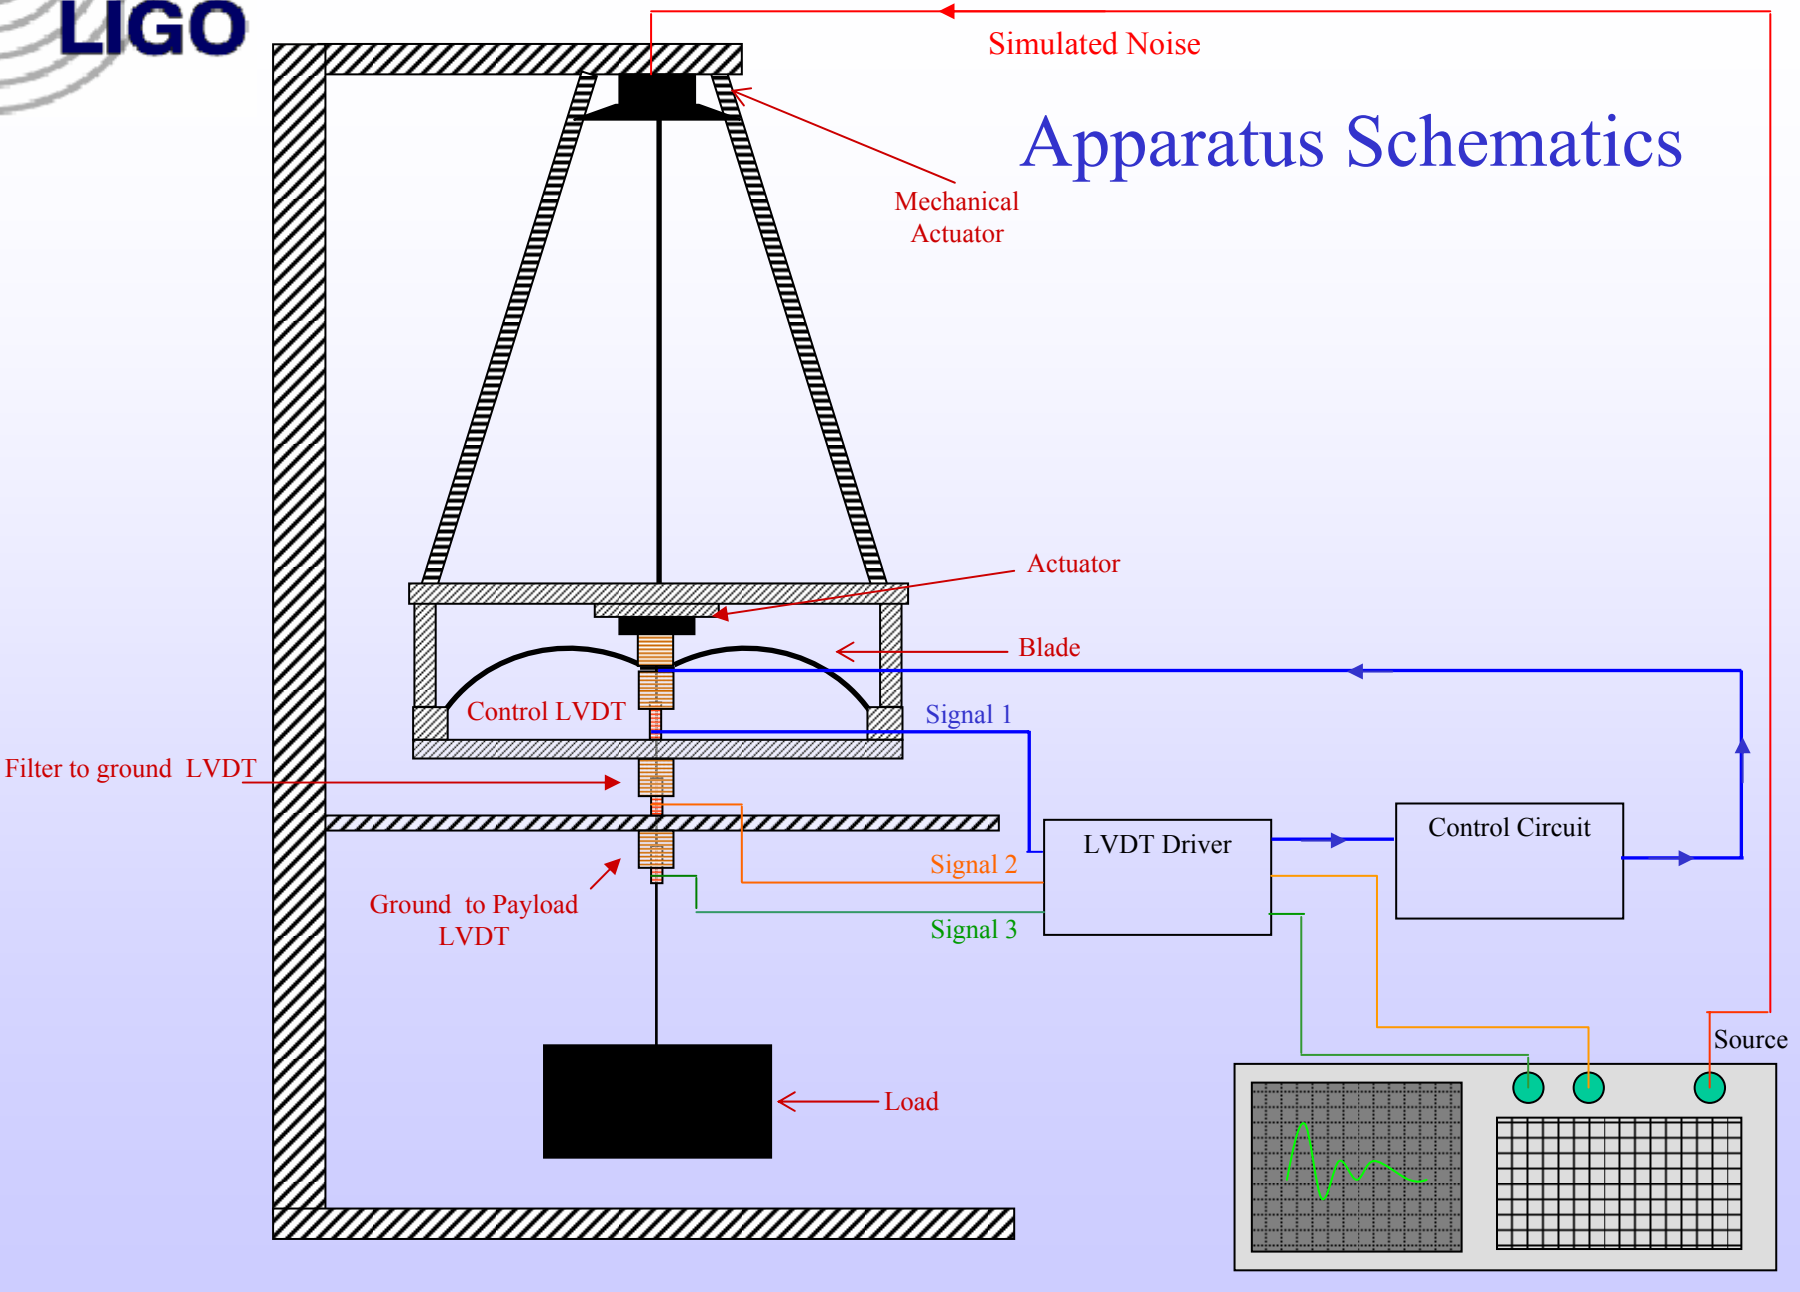 LIGO
Simulated Noise
Apparatus Schematics
Mechanical
Actuator
Actuator
Blade
Control LVDT
Signal 1
Filter to ground  LVDT
LVDT Driver
Control Circuit
Signal 2
Ground  to Payload
LVDT
Signal 3
Source
Load